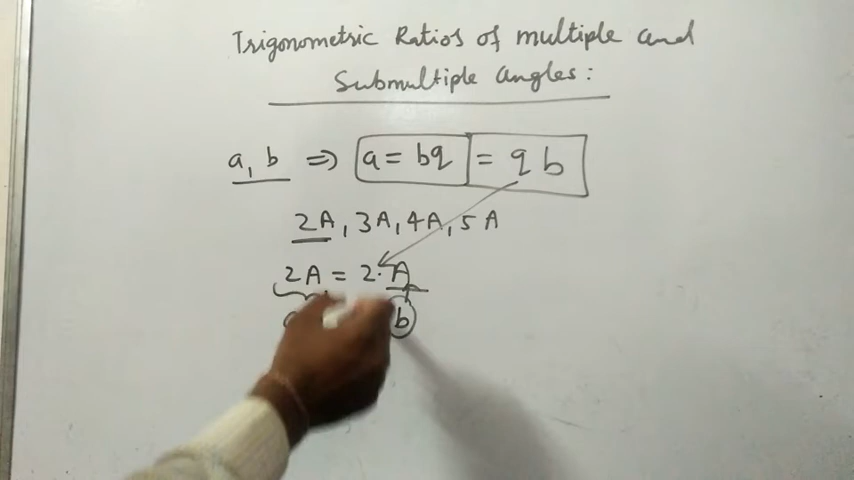 Trigonometric Ratios of multiple and
Submultiple angles:
a, b ⇒ a = bq = q b
2A, 3A, 4A, 5A
2A = 2· A
b